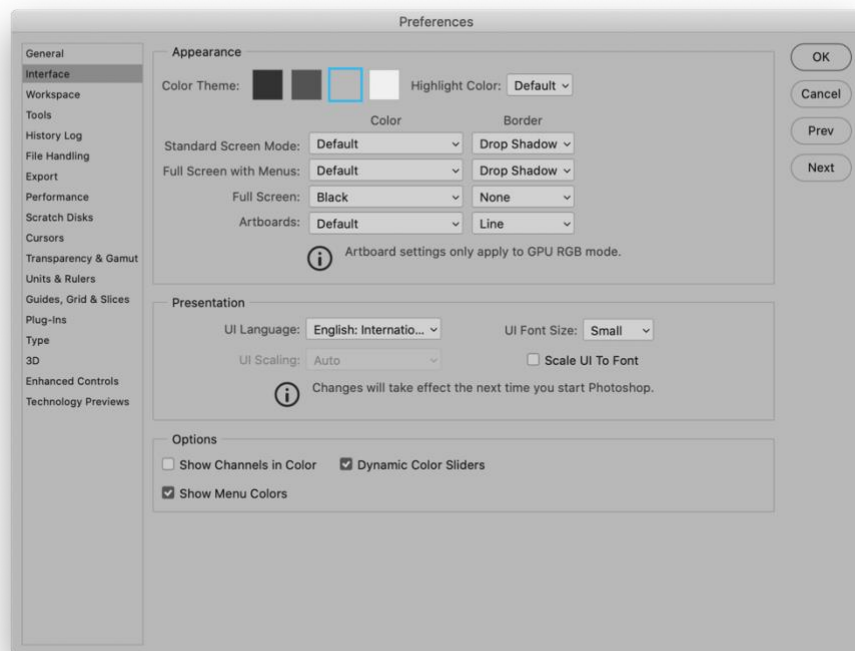 Preferences
General
Interface
Workspace
Tools
History Log
File Handling
Export
Performance
Scratch Disks
Cursors
Transparency & Gamut
Units & Rulers
Guides, Grid & Slices
Plug-Ins
Type
3D
Enhanced Controls
Technology Previews
Appearance
Color Theme: Highlight Color: Default
Color Border
Standard Screen Mode: Default Drop Shadow
Full Screen with Menus: Default Drop Shadow
Full Screen: Black None
Artboards: Default Line
Artboard settings only apply to GPU RGB mode.
Presentation
UI Language: English: Internatio... UI Font Size: Small
UI Scaling: Auto Scale UI To Font
Changes will take effect the next time you start Photoshop.
Options
Show Channels in Color Dynamic Color Sliders
Show Menu Colors
OK
Cancel
Prev
Next